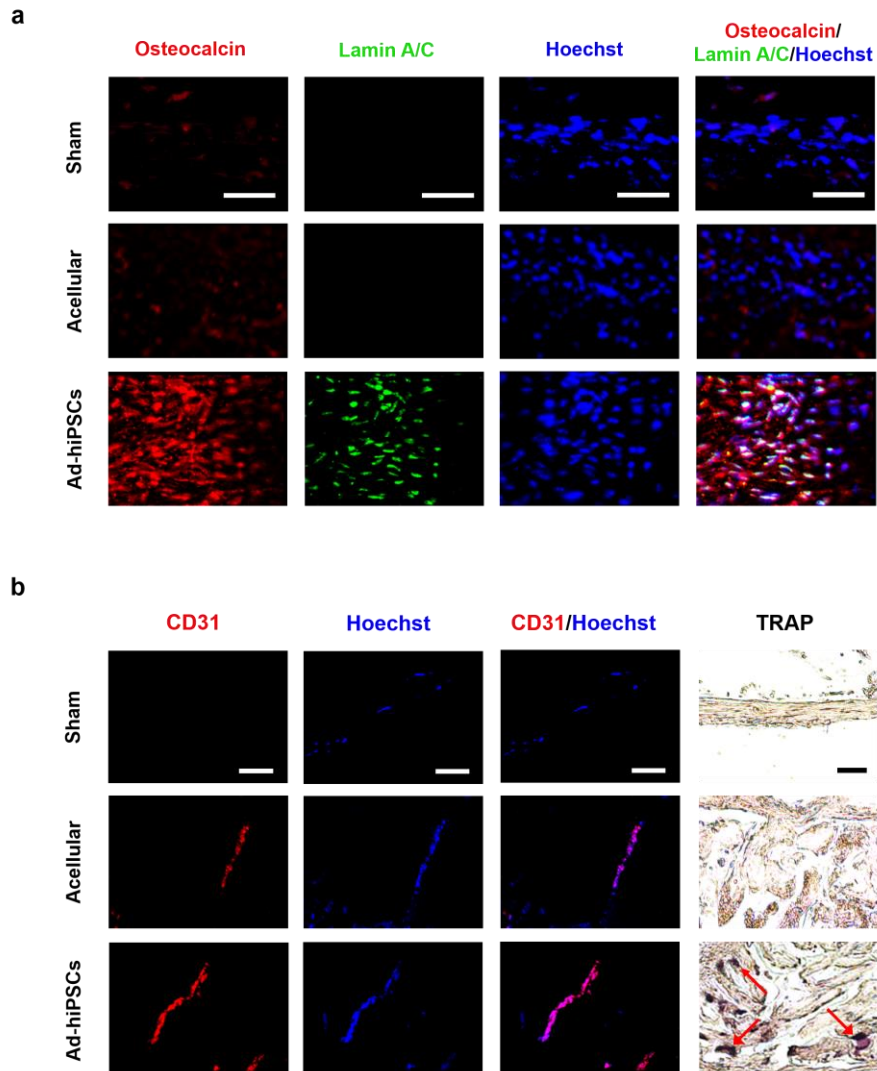 a
Osteocalcin Lamin A/C Hoechst Osteocalcin/
Lamin A/C/Hoechst
Sham
Acellular
Ad-hiPSCs
b
CD31 Hoechst CD31/Hoechst TRAP
Sham
Acellular
Ad-hiPSCs